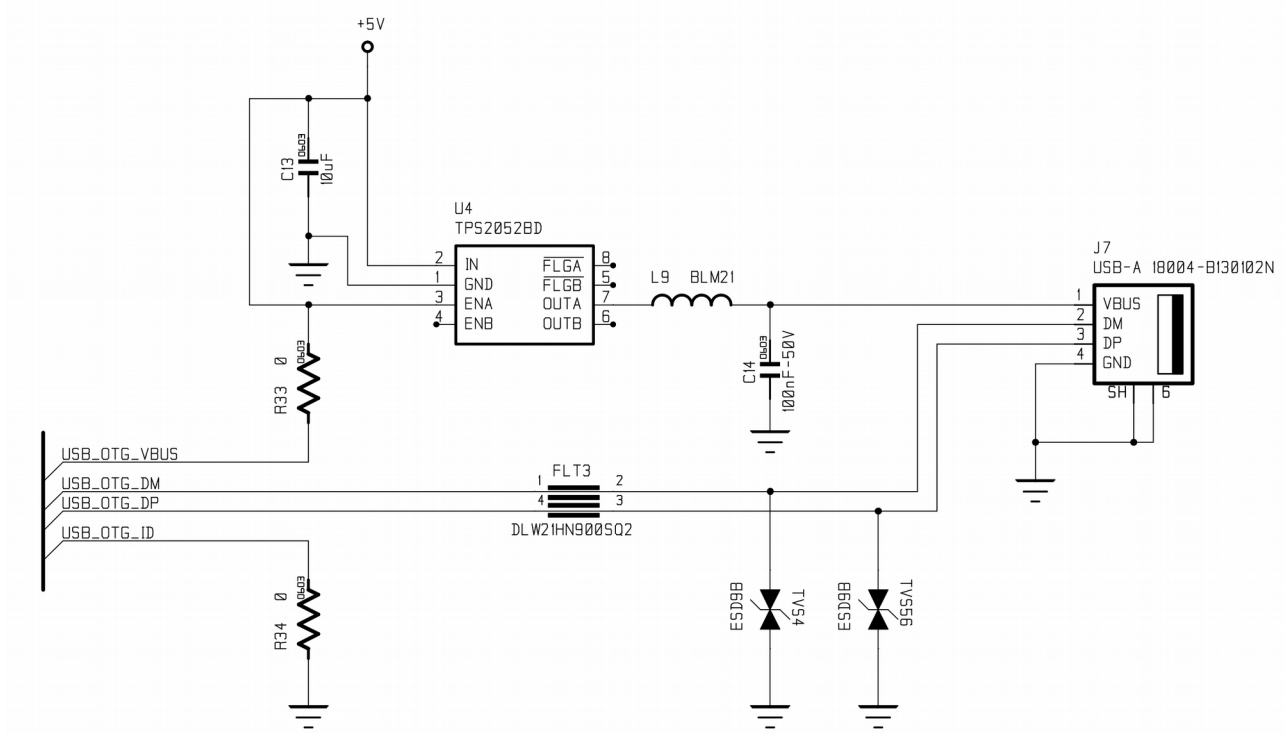 +5V
0603
C13
10uF
U4
TPS2052BD
2
IN
FLGA
8
1
GND
FLGB
5
3
ENA
OUTA
7
4
ENB
OUTB
6
L9 BLM21
0603
C14
100nF-50V
J7
USB-A 18004-B130102N
1
VBUS
2
DM
3
DP
4
GND
SH
6
0603
0
R33
USB_OTG_VBUS
USB_OTG_DM
USB_OTG_DP
USB_OTG_ID
FLT3
1
2
4
3
DLW21HN900SQ2
0603
0
R34
ESD9B
TVS4
ESD9B
TVS56